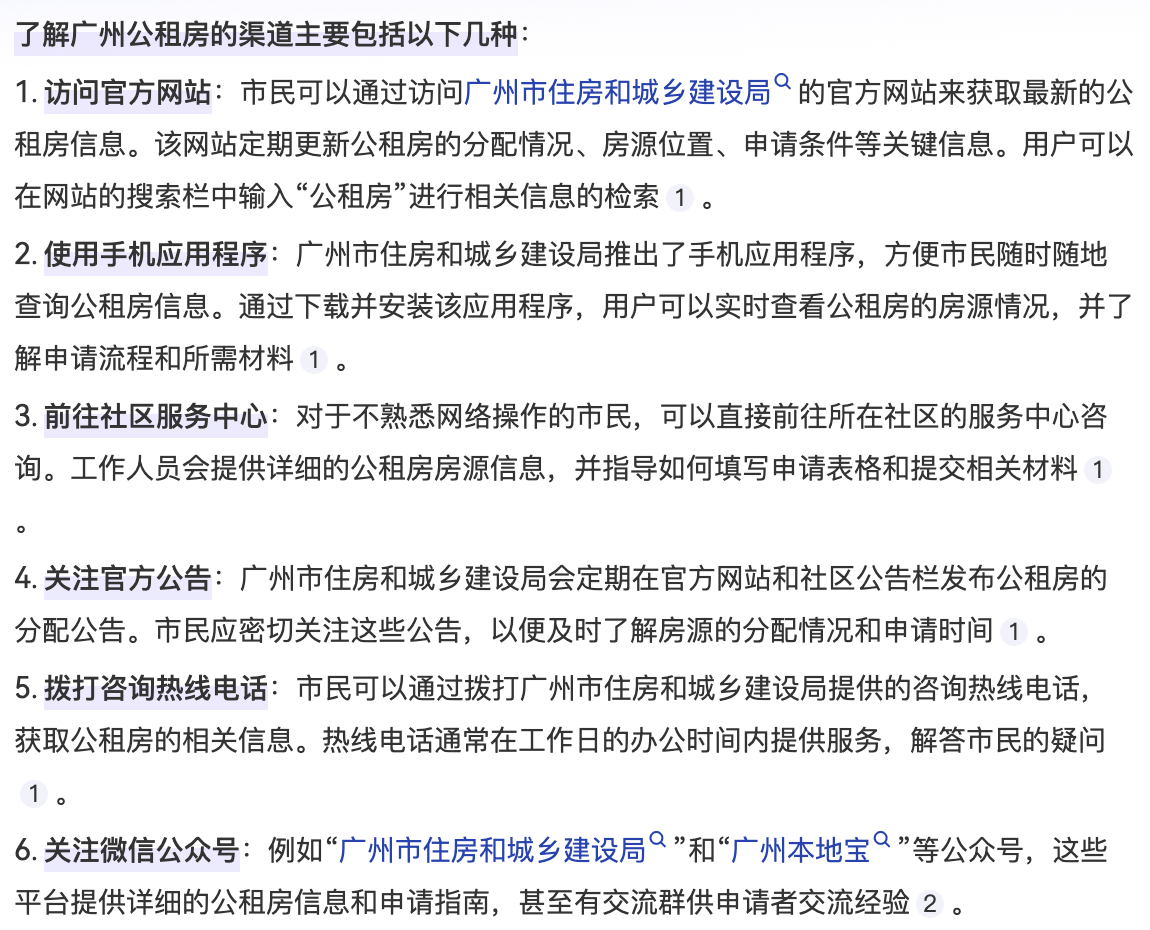 了解广州公租房的渠道主要包括以下几种：
1. 访问官方网站：市民可以通过访问广州市住房和城乡建设局 的官方网站来获取最新的公
租房信息。该网站定期更新公租房的分配情况、房源位置、申请条件等关键信息。用户可以
在网站的搜索栏中输入“公租房”进行相关信息的检索 1 。
2. 使用手机应用程序：广州市住房和城乡建设局推出了手机应用程序，方便市民随时随地
查询公租房信息。通过下载并安装该应用程序，用户可以实时查看公租房的房源情况，并了
解申请流程和所需材料 1 。
3. 前往社区服务中心：对于不熟悉网络操作的市民，可以直接前往所在社区的服务中心咨
询。工作人员会提供详细的公租房房源信息，并指导如何填写申请表格和提交相关材料 1
。
4. 关注官方公告：广州市住房和城乡建设局会定期在官方网站和社区公告栏发布公租房的
分配公告。市民应密切关注这些公告，以便及时了解房源的分配情况和申请时间 1 。
5. 拨打咨询热线电话：市民可以通过拨打广州市住房和城乡建设局提供的咨询热线电话，
获取公租房的相关信息。热线电话通常在工作日的办公时间内提供服务，解答市民的疑问
1 。
6. 关注微信公众号：例如“广州市住房和城乡建设局 ”和“广州本地宝 ”等公众号，这些
平台提供详细的公租房信息和申请指南，甚至有交流群供申请者交流经验 2 。